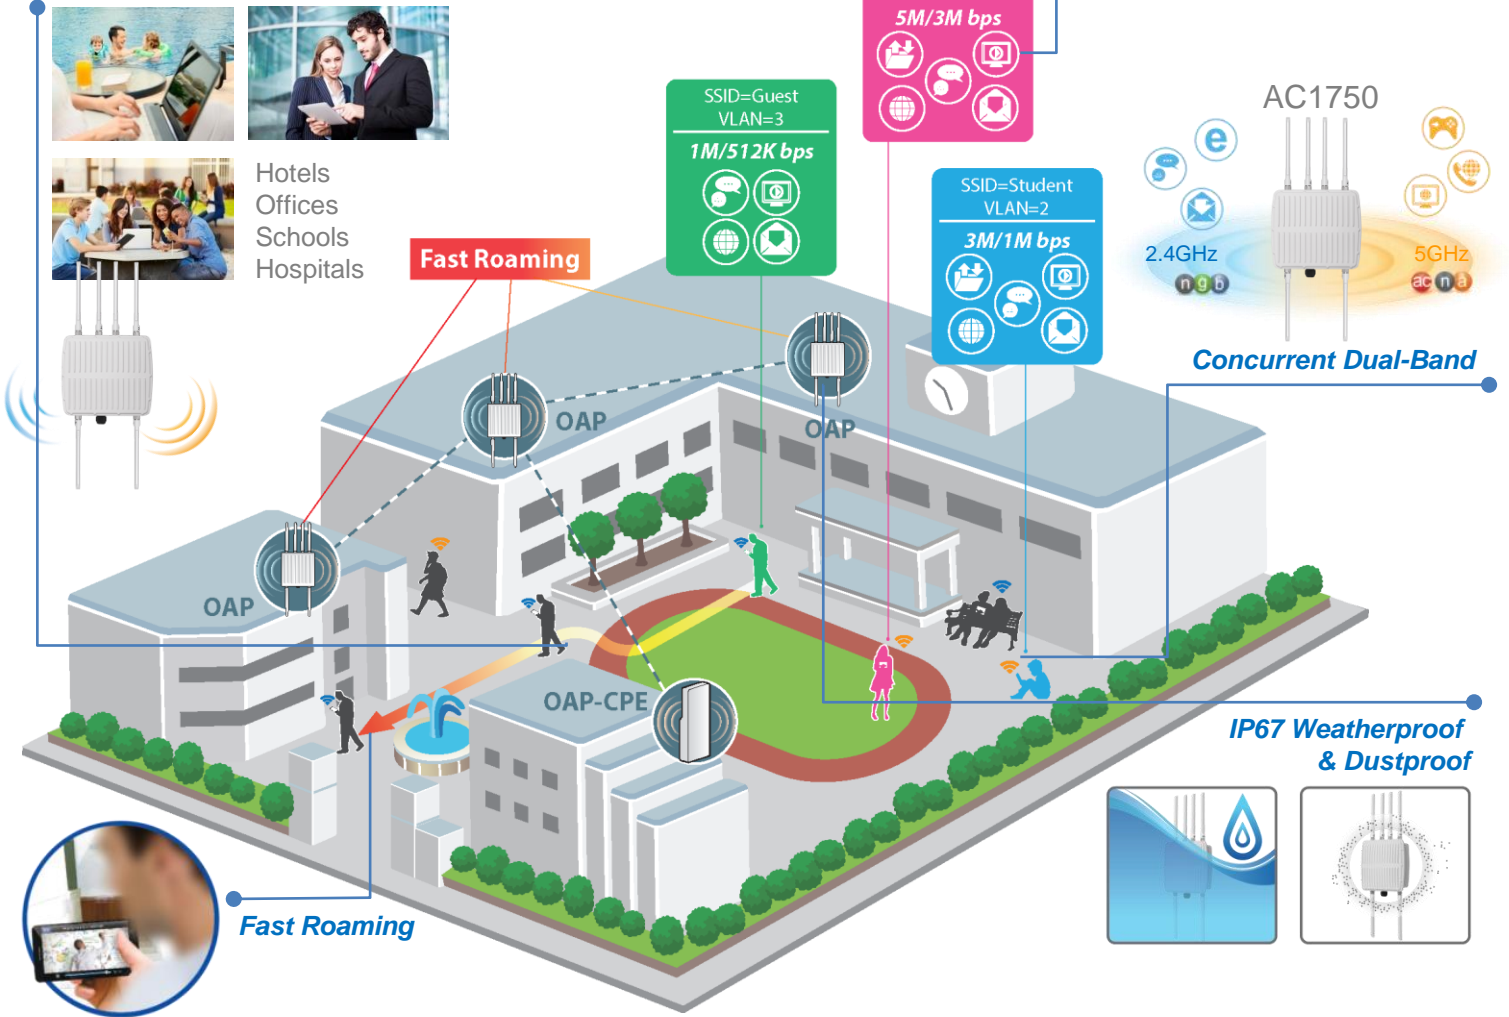 5M/3M bps
SSID=Guest
VLAN=3
1M/512K bps
AC1750
Hotels
Offices
Schools
Hospitals
SSID=Student
VLAN=2
3M/1M bps
Fast Roaming
2.4GHz
n g b
5GHz
ac n a
Concurrent Dual-Band
OAP
OAP
OAP
OAP-CPE
IP67 Weatherproof
& Dustproof
Fast Roaming